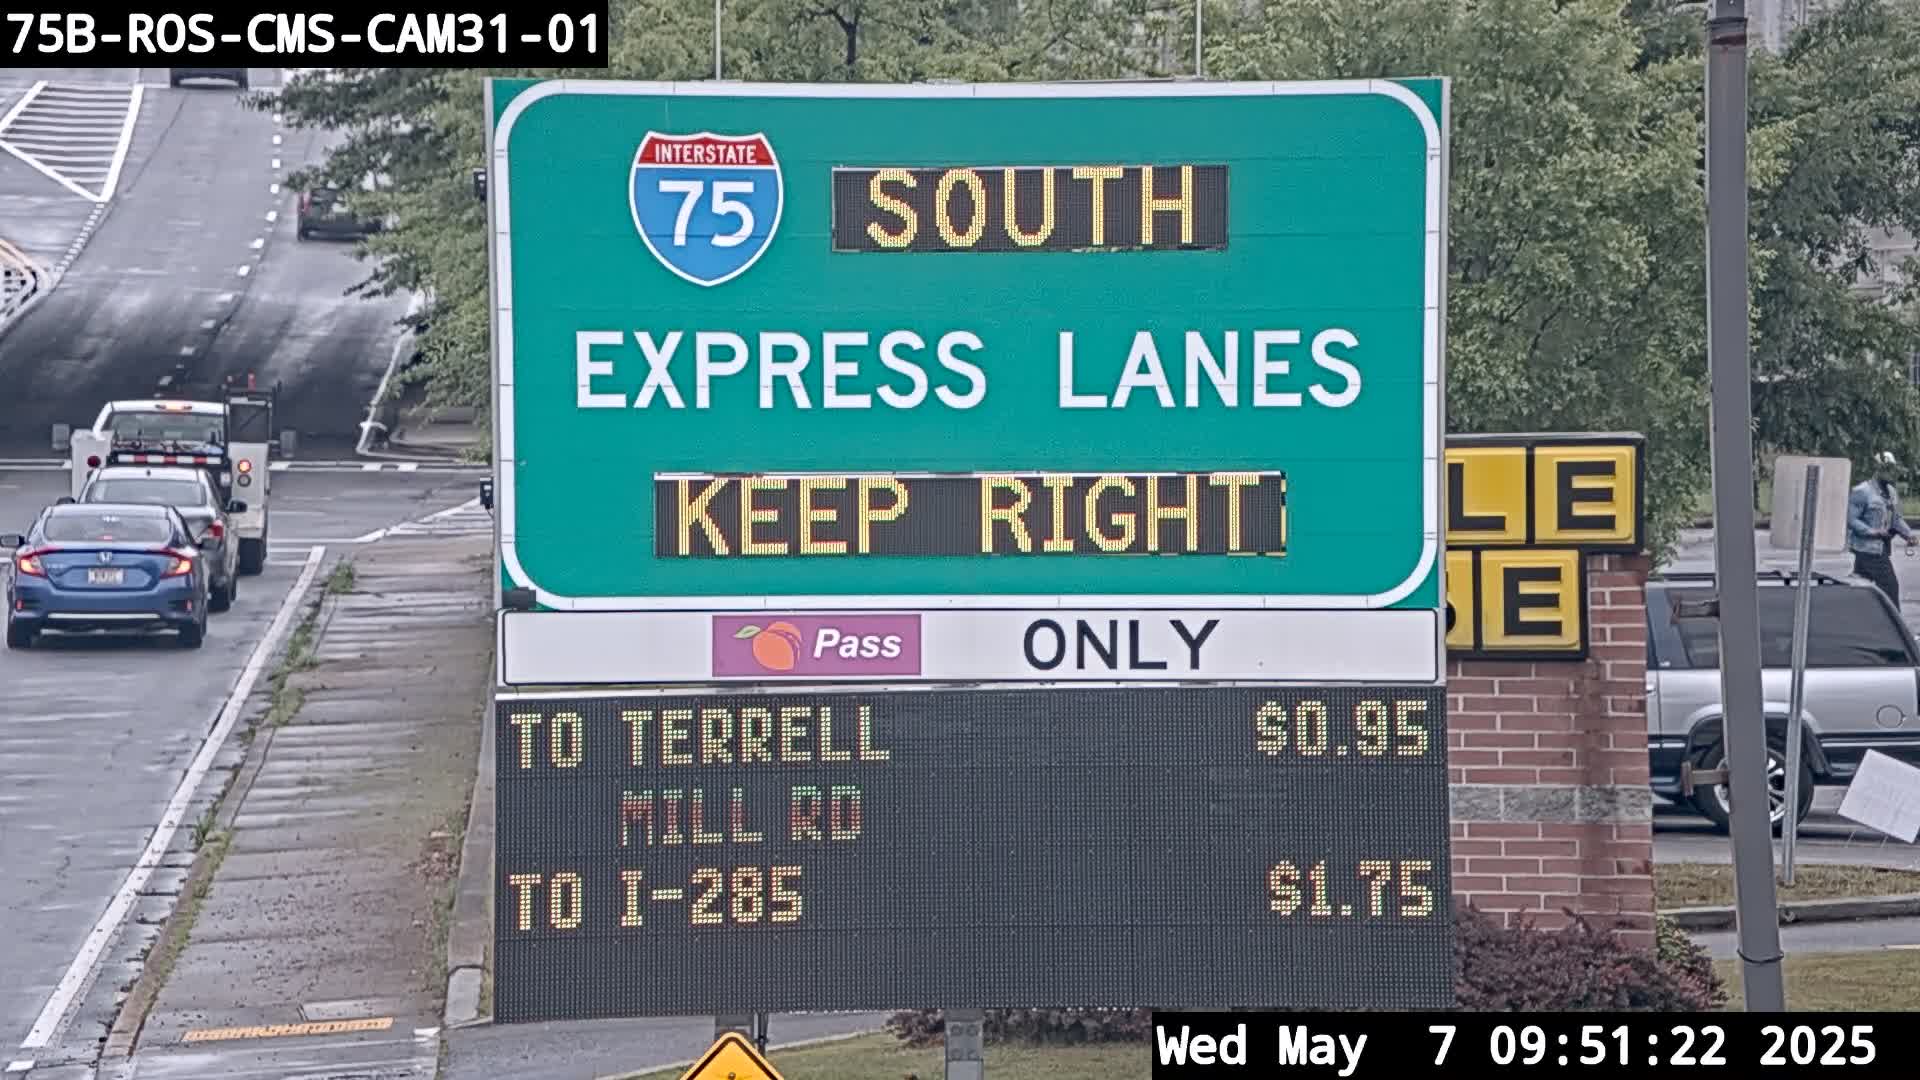 75B-ROS-CMS-CAM31-01
INTERSTATE
75
SOUTH
EXPRESS LANES
KEEP RIGHT
Pass ONLY
TO TERRELL $0.95
MILL RD
TO I-285 $1.75
LE
E
Wed May 7 09:51:22 2025